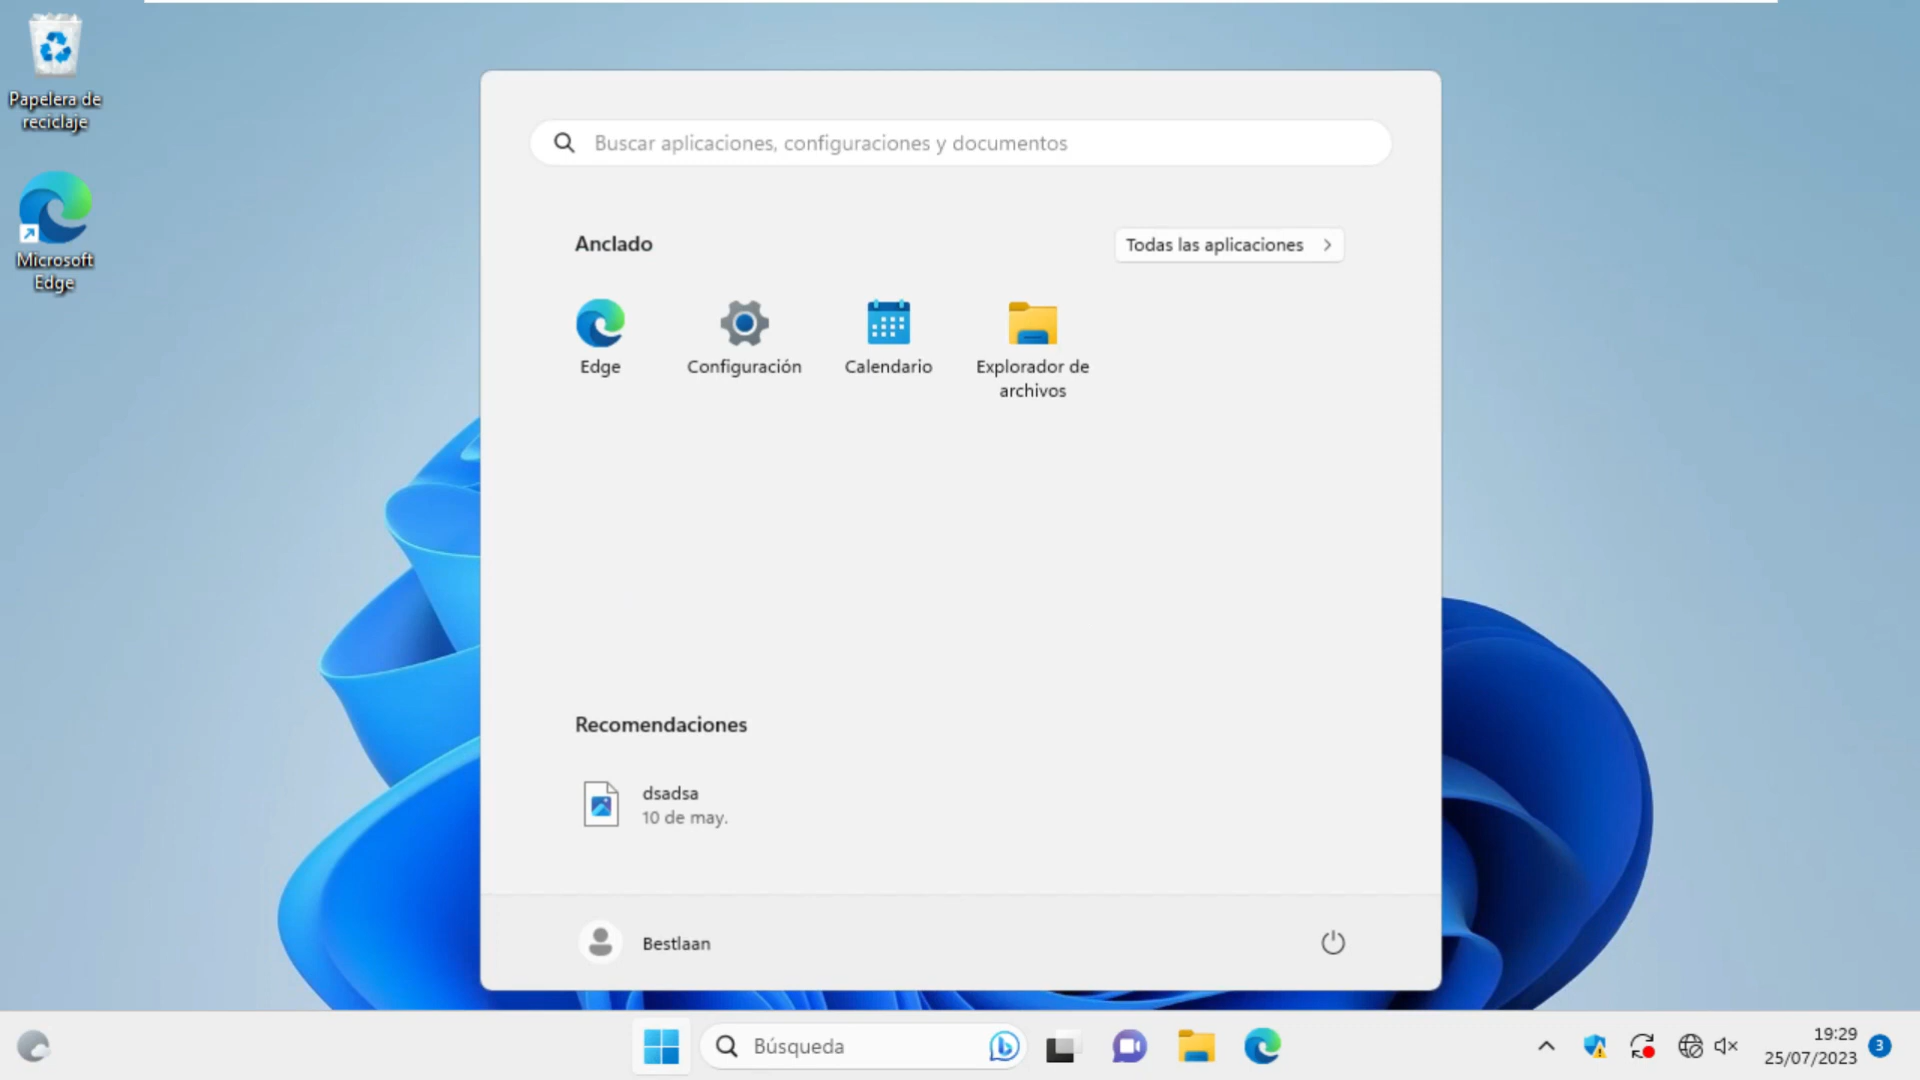 Papelera de
reciclaje
Microsoft
Edge
Buscar aplicaciones, configuraciones y documentos
Anclado
Todas las aplicaciones
Edge
Configuración
Calendario
Explorador de
archivos
Recomendaciones
dsadsa
10 de may.
Bestlaan
Búsqueda
19:29
25/07/2023
3